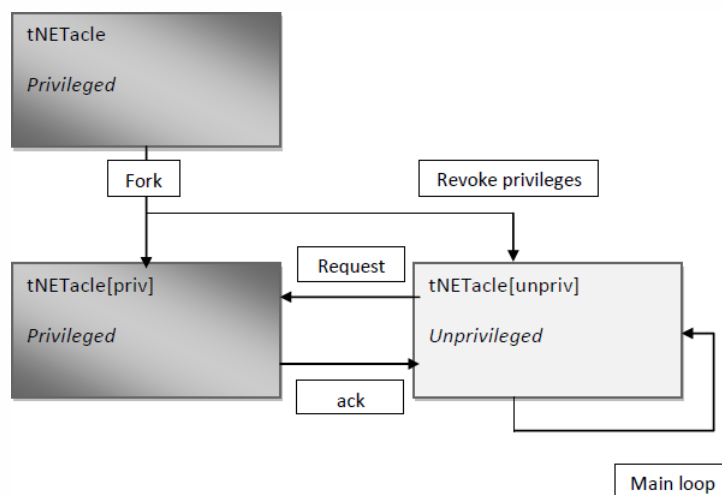 tNETacle
Privileged
Fork
Revoke privileges
tNETacle[priv]
Privileged
Request
tNETacle[unpriv]
Unprivileged
ack
Main loop